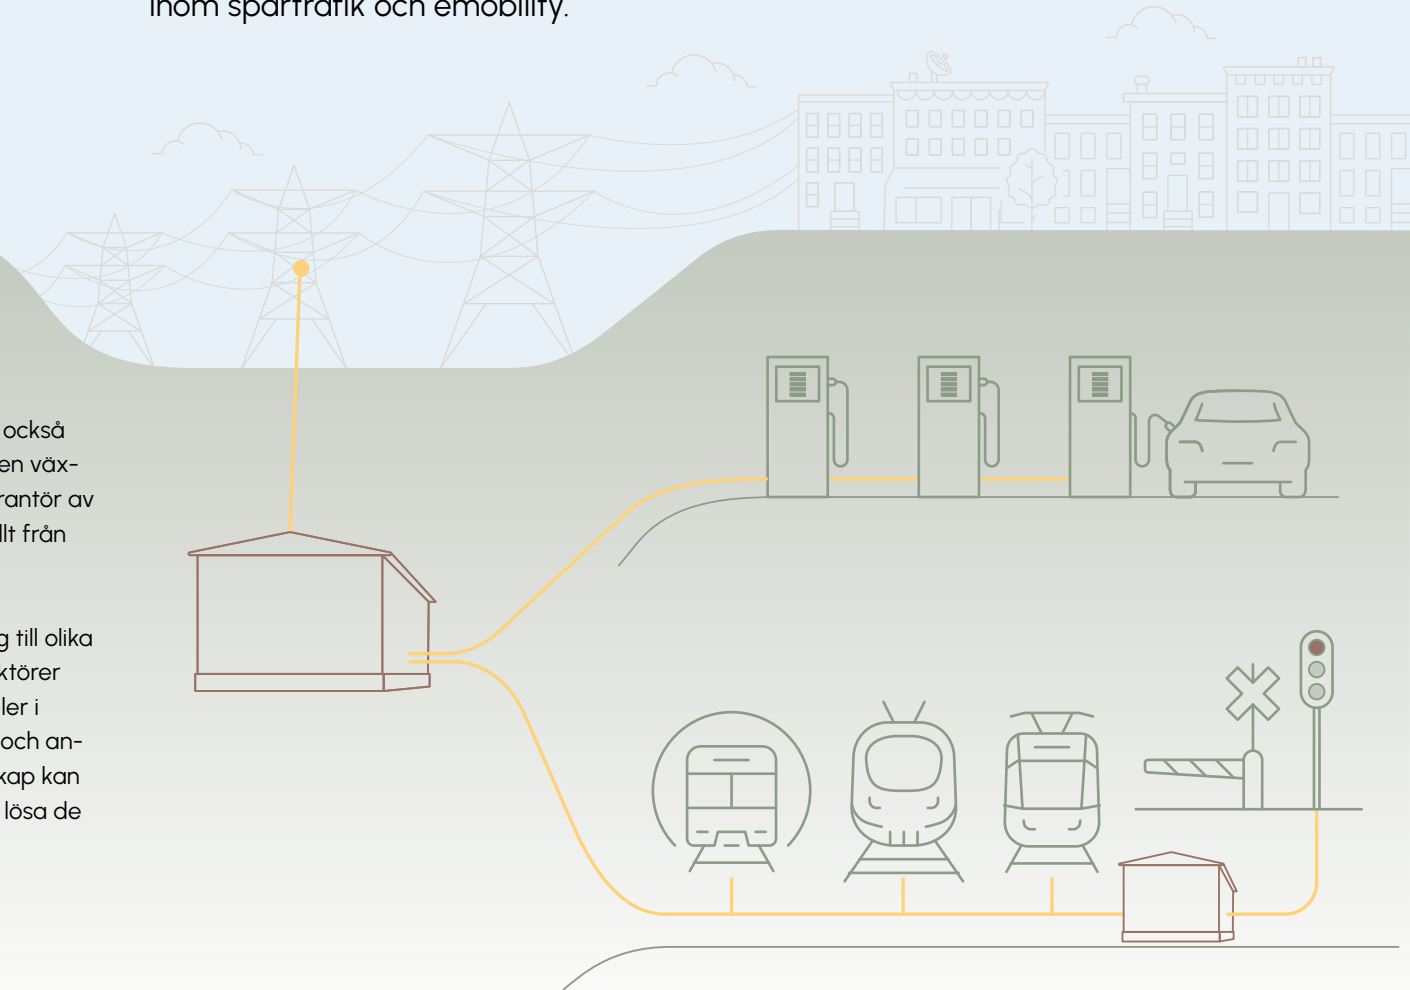 inom spårtrafik och emobility.
också
en väx-
rantör av
llt från
g till olika
ktörer
ler i
och an-
kap kan
lösa de